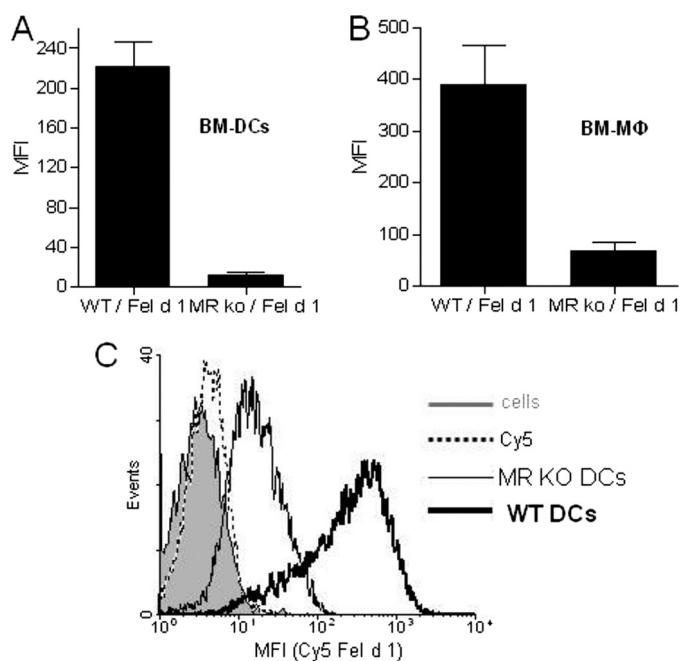 A
240
200
160
120
80
40
0
MFI
BM-DCs
WT / Fel d 1
MR ko / Fel d 1
B
500
400
300
200
100
0
MFI
BM-MΦ
WT / Fel d 1
MR ko / Fel d 1
C
40
0
Events
10⁰
10¹
10²
10³
10⁴
MFI (Cy5 Fel d 1)
cells
Cy5
MR KO DCs
WT DCs